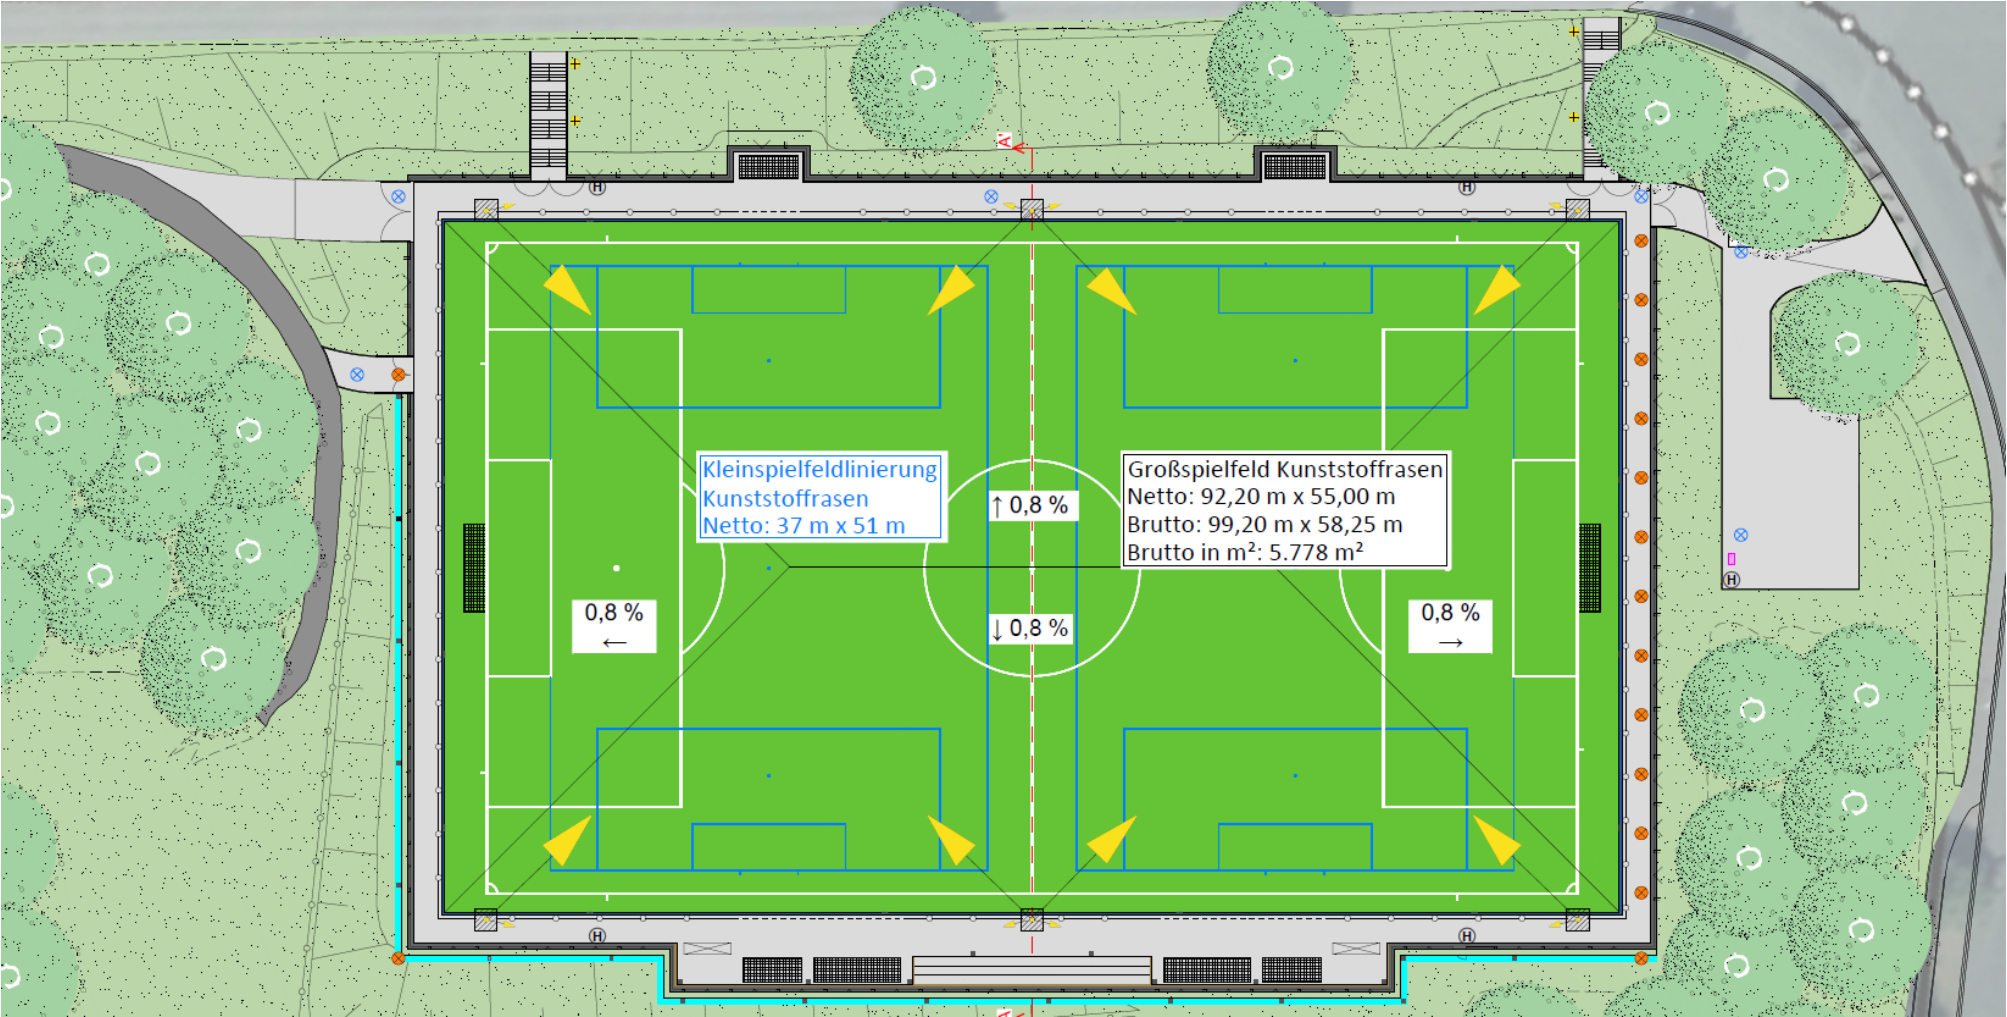 A'
H
H
Kleinspielfeldlinierung
Kunststoffrasen
Netto: 37 m x 51 m
↑ 0,8 %
Großspielfeld Kunststoffrasen
Netto: 92,20 m x 55,00 m
Brutto: 99,20 m x 58,25 m
Brutto in m²: 5.778 m²
H
0,8 %
←
↓ 0,8 %
0,8 %
→
H
H
A